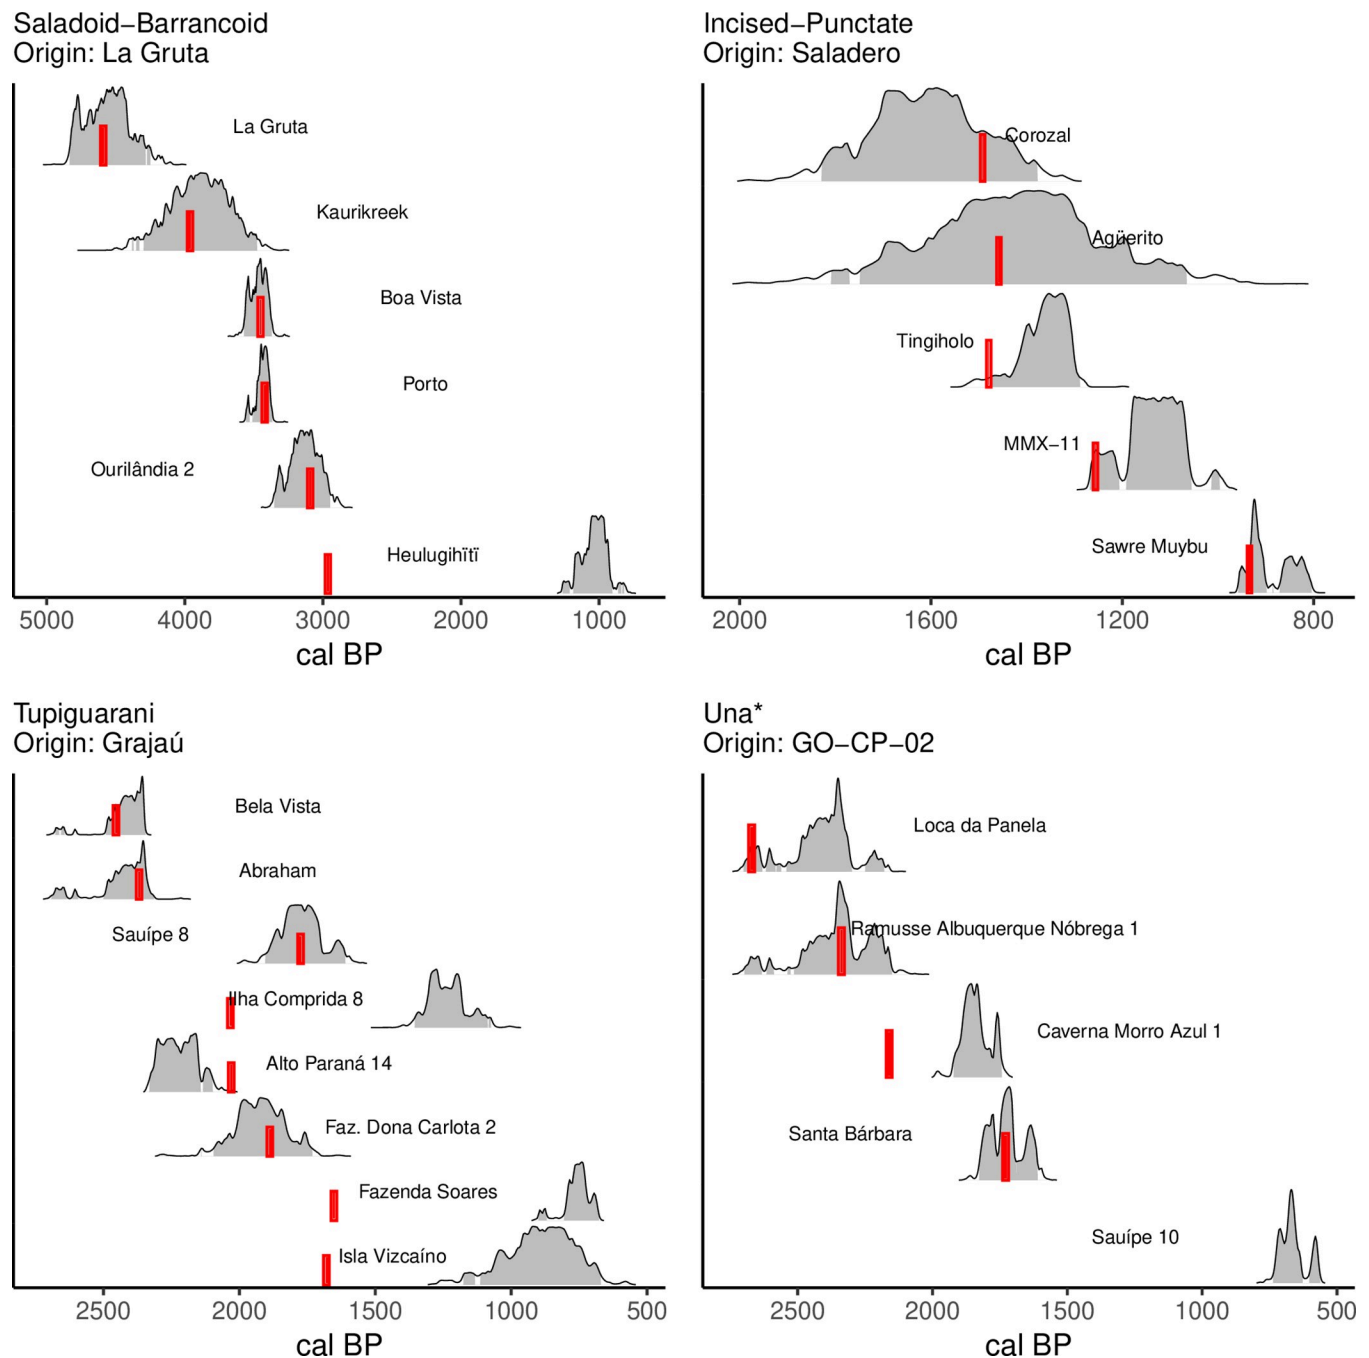 Saladoid−Barrancoid
Origin: La Gruta
La Gruta
Kaurikreek
Boa Vista
Porto
Ourilândia 2
Heulugihïtï
5000 4000 3000 2000 1000
cal BP
Incised−Punctate
Origin: Saladero
Corozal
Agüerito
Tingiholo
MMX−11
Sawre Muybu
2000 1600 1200 800
cal BP
Tupiguarani
Origin: Grajaú
Bela Vista
Abraham
Sauípe 8
Ilha Comprida 8
Alto Paraná 14
Faz. Dona Carlota 2
Fazenda Soares
Isla Vizcaíno
2500 2000 1500 1000 500
cal BP
Una*
Origin: GO−CP−02
Loca da Panela
Ramusse Albuquerque Nóbrega 1
Caverna Morro Azul 1
Santa Bárbara
Sauípe 10
2500 2000 1500 1000 500
cal BP